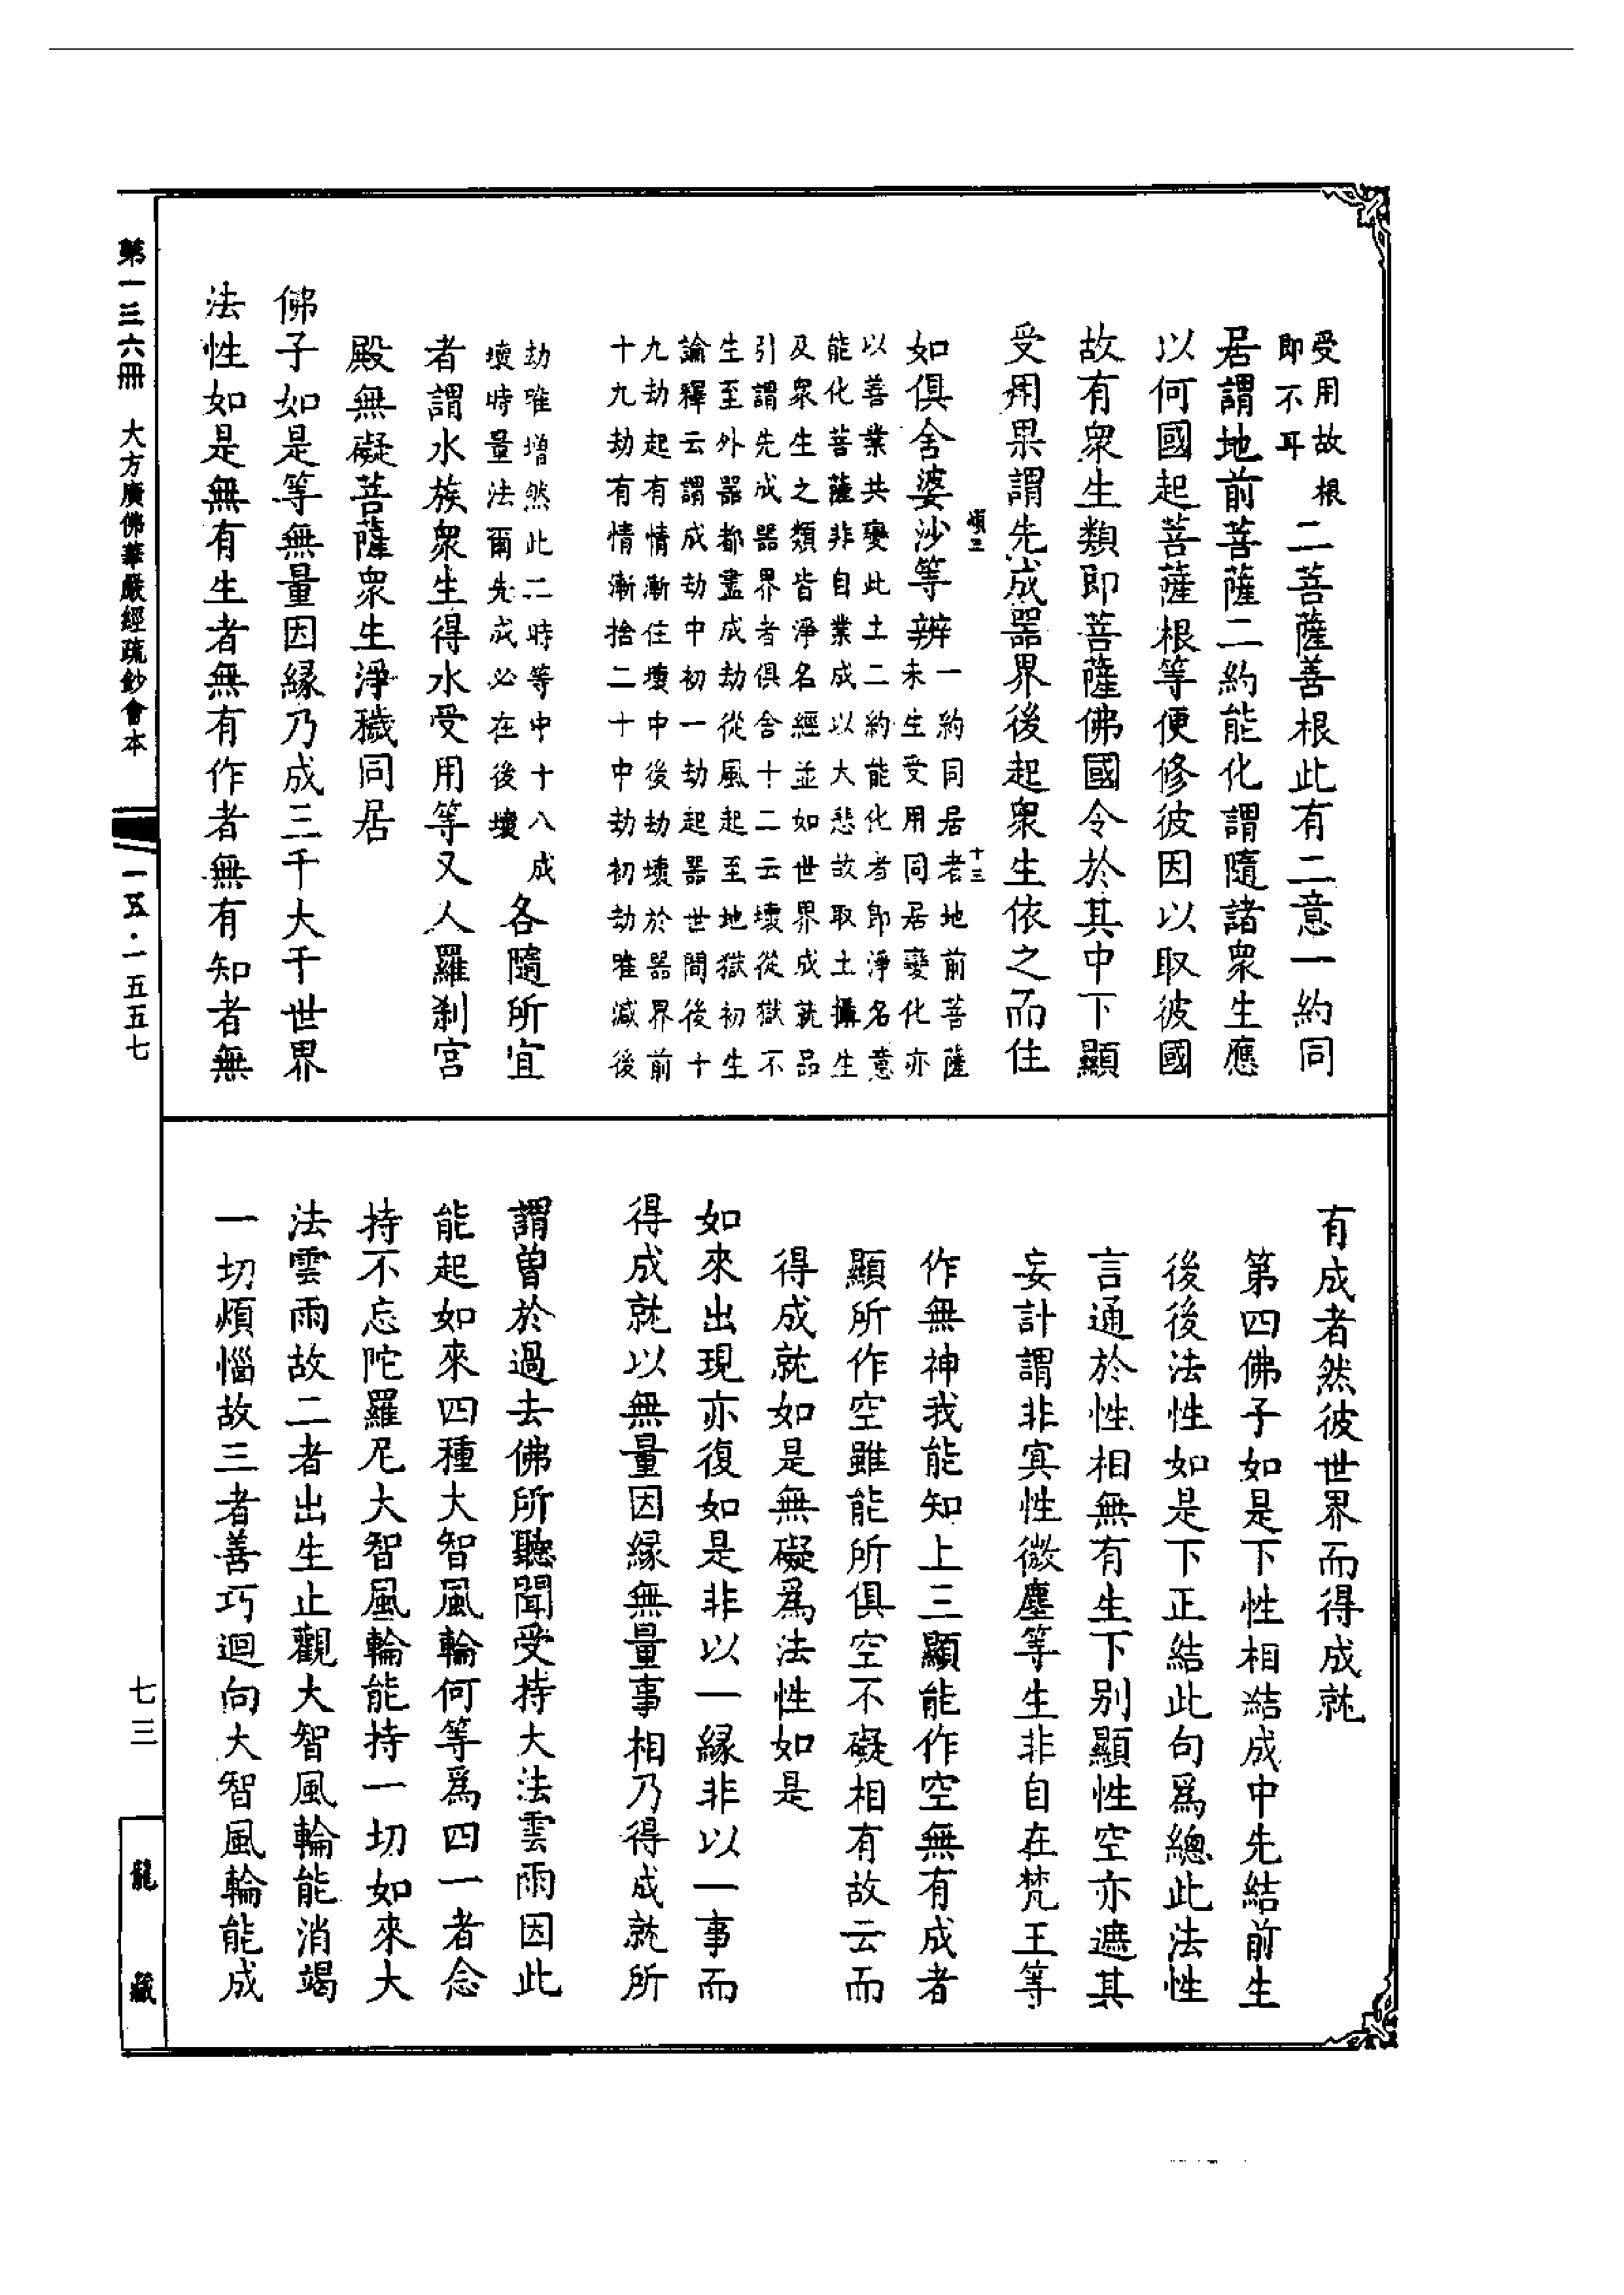 受用故根
即不耳
二菩薩善根此有二意一約同
居謂地前菩薩二約能化謂隨諸衆生應
以何國起菩薩根等便修彼因以取彼國
故有衆生類即菩薩佛國令於其中下顯
受用果謂先成器界後起衆生依之而住
如俱舍婆沙等辨
頌三
一約同居者地前菩薩
十三
未生受用同居變化亦
以善業共變此土二約能化者即淨名意
能化菩薩非自業成以大悲故取土攝生
及衆生之類皆淨名經並如世界成就品
引謂先成器界者俱舍十二云壞從獄不
生至外器都盡成劫從風起至地獄初生
論釋云謂成劫中初一劫起器世間後十
九劫起有情漸住壞中後劫壞於器界前
十九劫有情漸捨二十中劫初劫唯減後
劫唯增然此二時等中十八成
壞時量法爾先成必在後壞
各隨所宜
者謂水族衆生得水受用等又人羅剎宮
殿無礙菩薩衆生淨穢同居
佛子如是等無量因緣乃成三千大千世界
法性如是無有生者無有作者無有知者無
有成者然彼世界而得成就
第四佛子如是下性相結成中先結前生
後後法性如是下正結此句爲總此法性
言通於性相無有生下別顯性空亦遮其
妄計謂非冥性微塵等生非自在梵王等
作無神我能知上三顯能作空無有成者
顯所作空雖能所俱空不礙相有故云而
得成就如是無礙爲法性如是
如來出現亦復如是非以一緣非以一事而
得成就以無量因緣無量事相乃得成就所
謂曾於過去佛所聽聞受持大法雲雨因此
能起如來四種大智風輪何等爲四一者念
持不忘陀羅尼大智風輪能持一切如來大
法雲雨故二者出生止觀大智風輪能消竭
一切煩惱故三者善巧迴向大智風輪能成
第一三六冊 大方廣佛華嚴經疏鈔會本
一五·一五五七
七三
龍藏